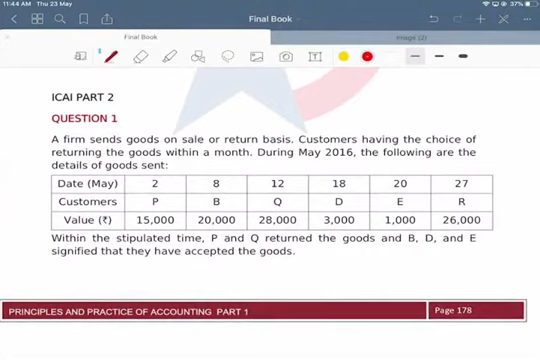 11:44 AM Thu 23 May
37%
Final Book
Final Book
Image (2)
ICAI PART 2
QUESTION 1
A firm sends goods on sale or return basis. Customers having the choice of
returning the goods within a month. During May 2016, the following are the
details of goods sent:
Date (May) 2 8 12 18 20 27
Customers P B Q D E R
Value (₹) 15,000 20,000 28,000 3,000 1,000 26,000
Within the stipulated time, P and Q returned the goods and B, D, and E
signified that they have accepted the goods.
PRINCIPLES AND PRACTICE OF ACCOUNTING PART 1 Page 178